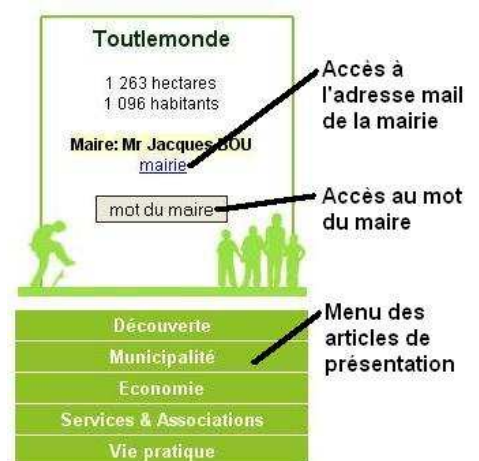 Toutlemonde
1 263 hectares
1 096 habitants
Maire: Mr Jacques BOU
mairie
mot du maire
Accès à
l'adresse mail
de la mairie
Accès au mot
du maire
Découverte
Municipalité
Economie
Services & Associations
Vie pratique
Menu des
articles de
présentation